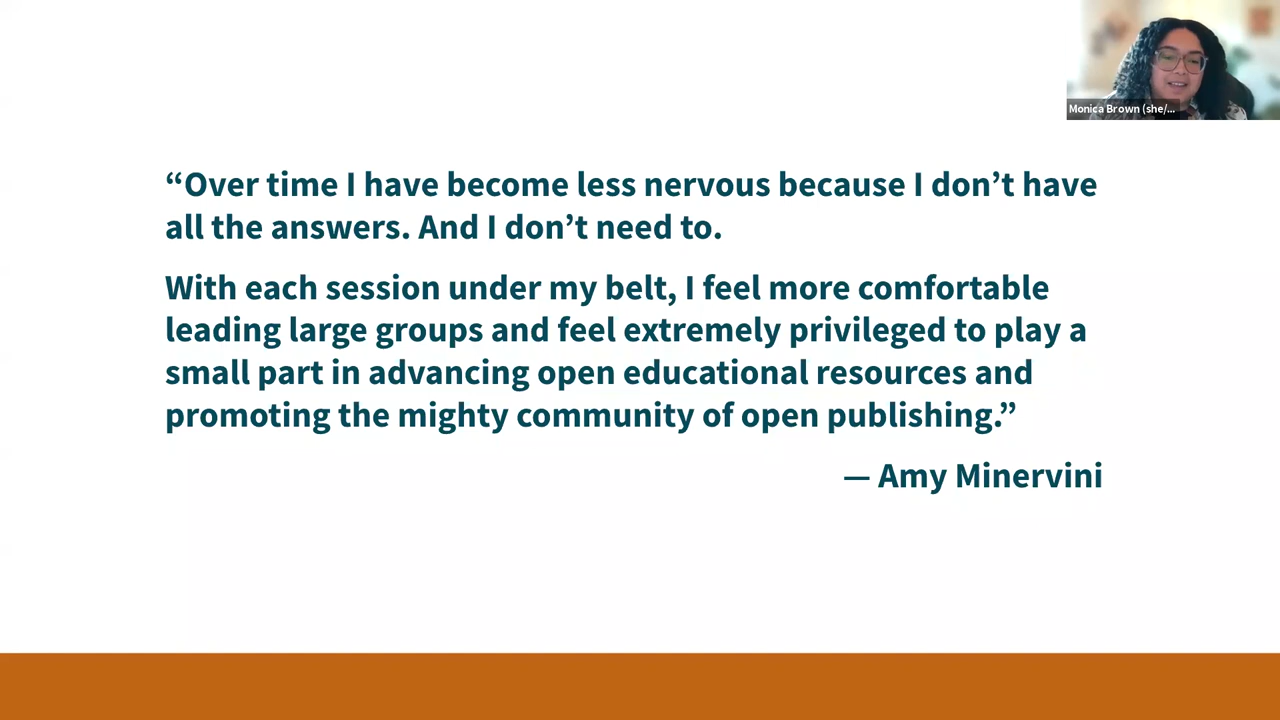 Monica Brown (she/...
“Over time I have become less nervous because I don’t have
all the answers. And I don’t need to.
With each session under my belt, I feel more comfortable
leading large groups and feel extremely privileged to play a
small part in advancing open educational resources and
promoting the mighty community of open publishing.”
— Amy Minervini